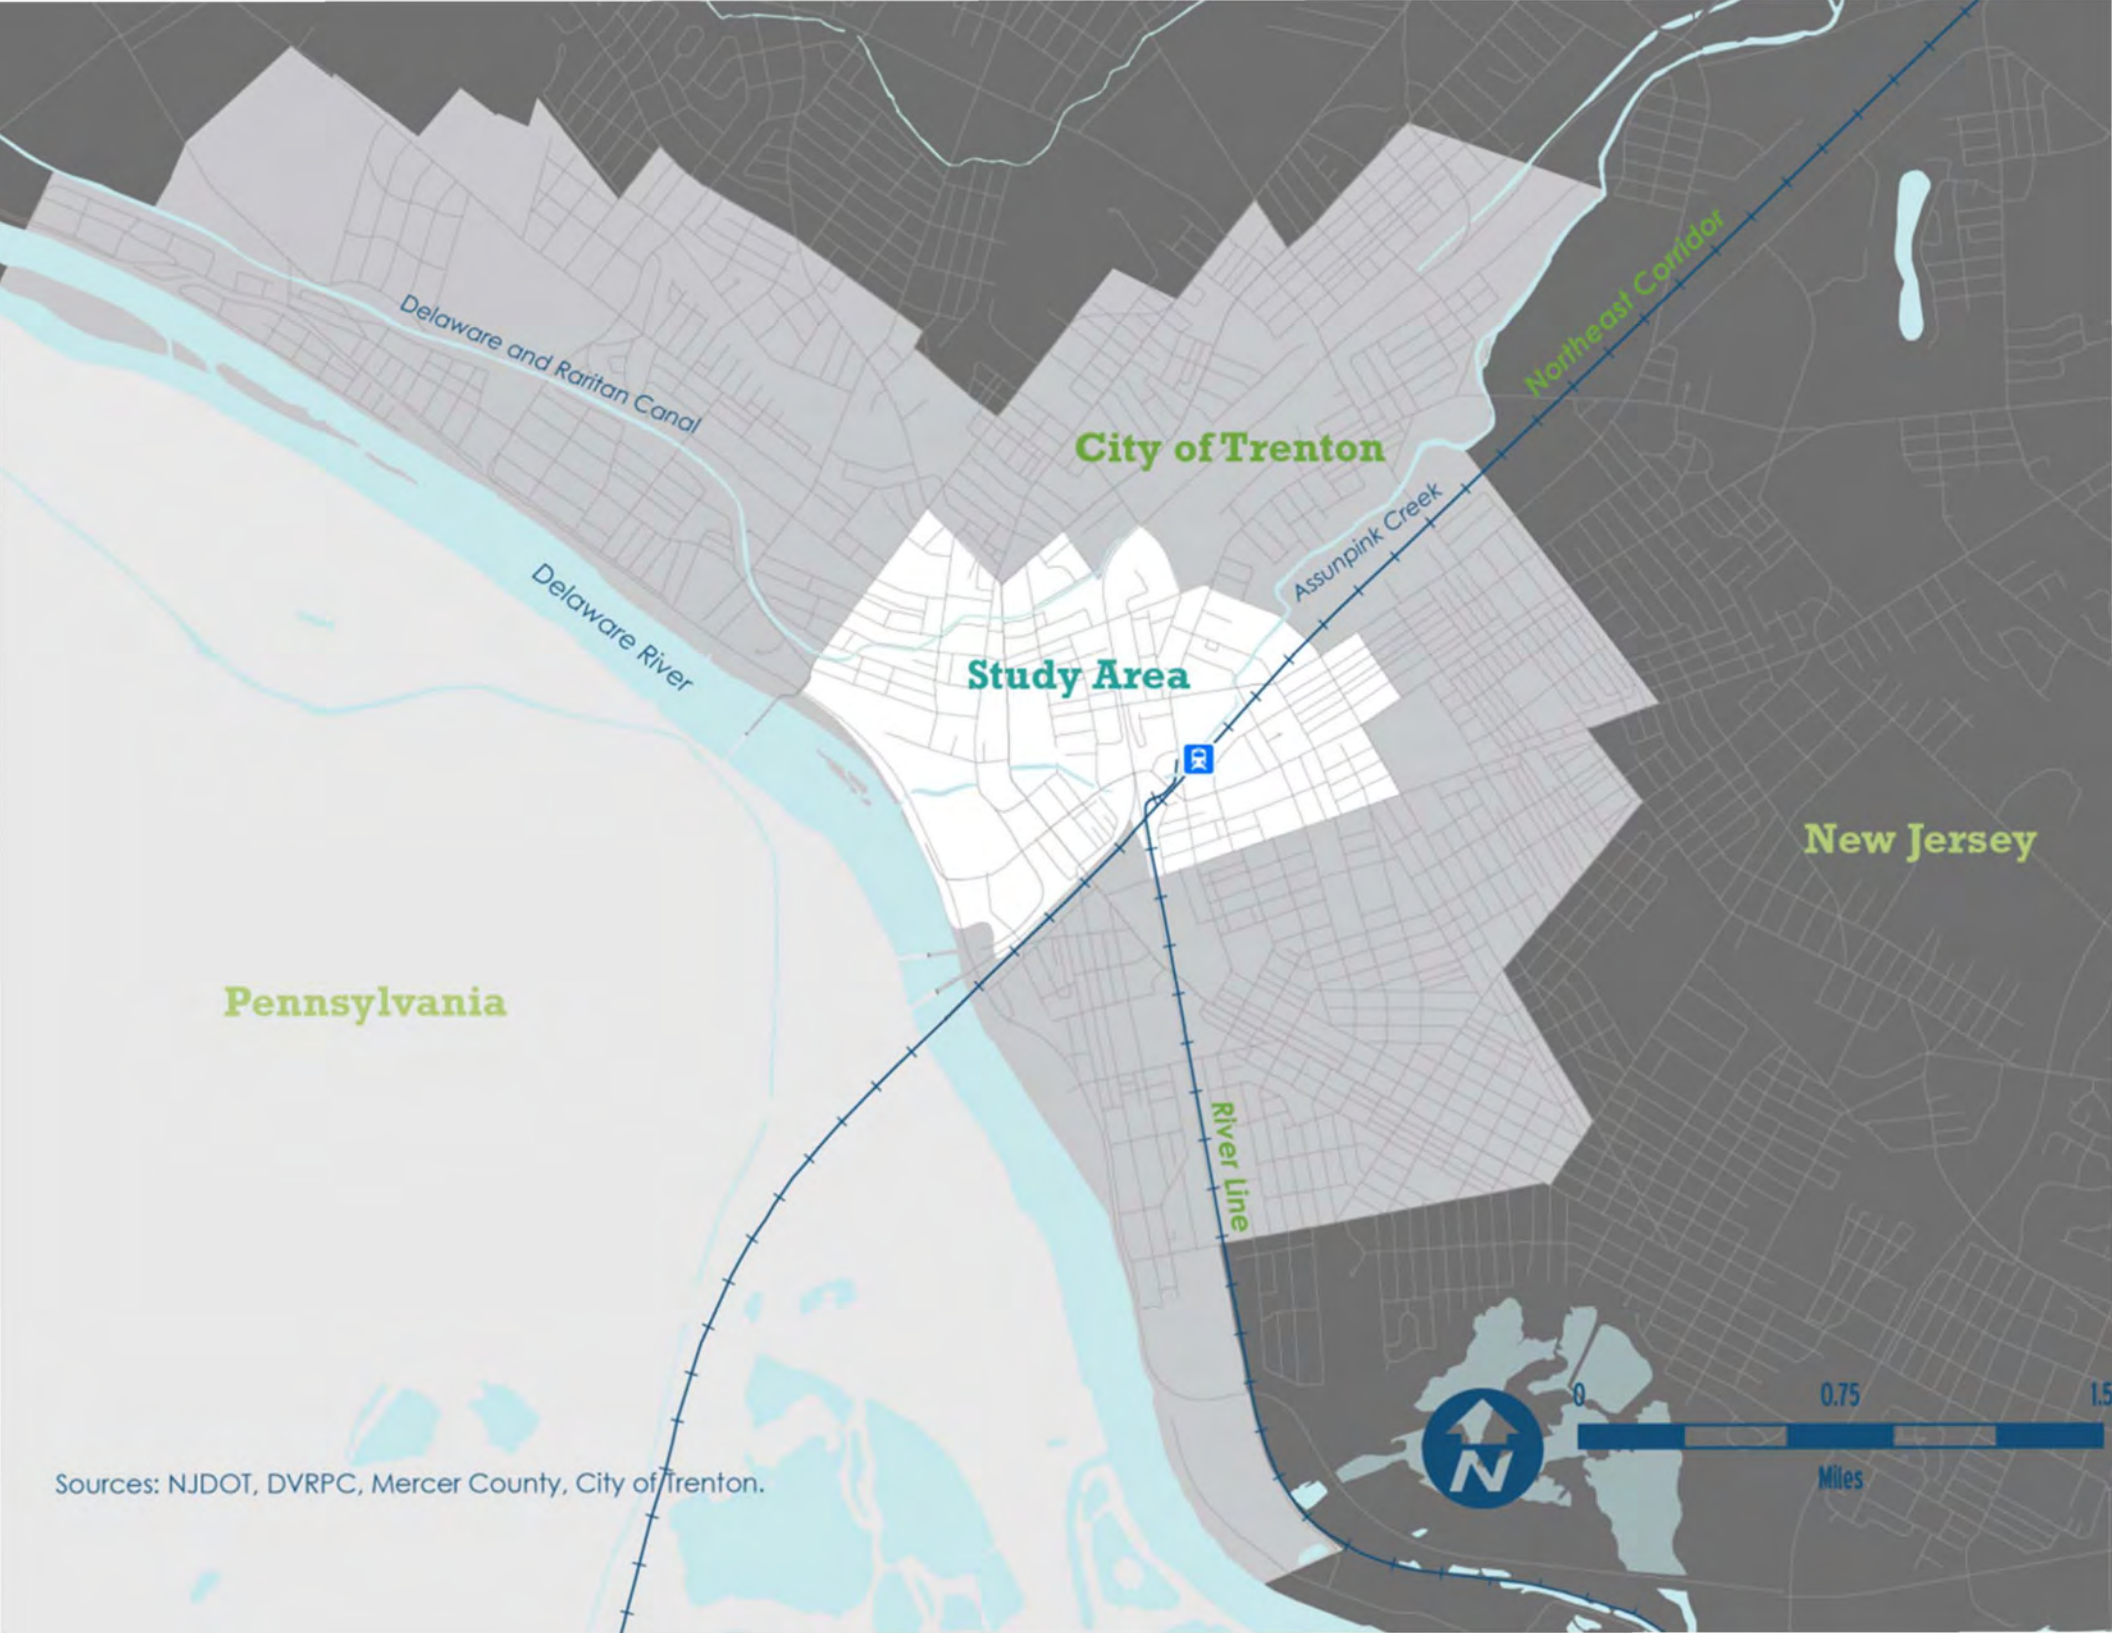 Delaware and Raritan Canal
Northeast Corridor
City of Trenton
Assunpink Creek
Delaware River
Study Area
New Jersey
Pennsylvania
River Line
0 0.75 1.5
Miles
N
Sources: NJDOT, DVRPC, Mercer County, City of Trenton.